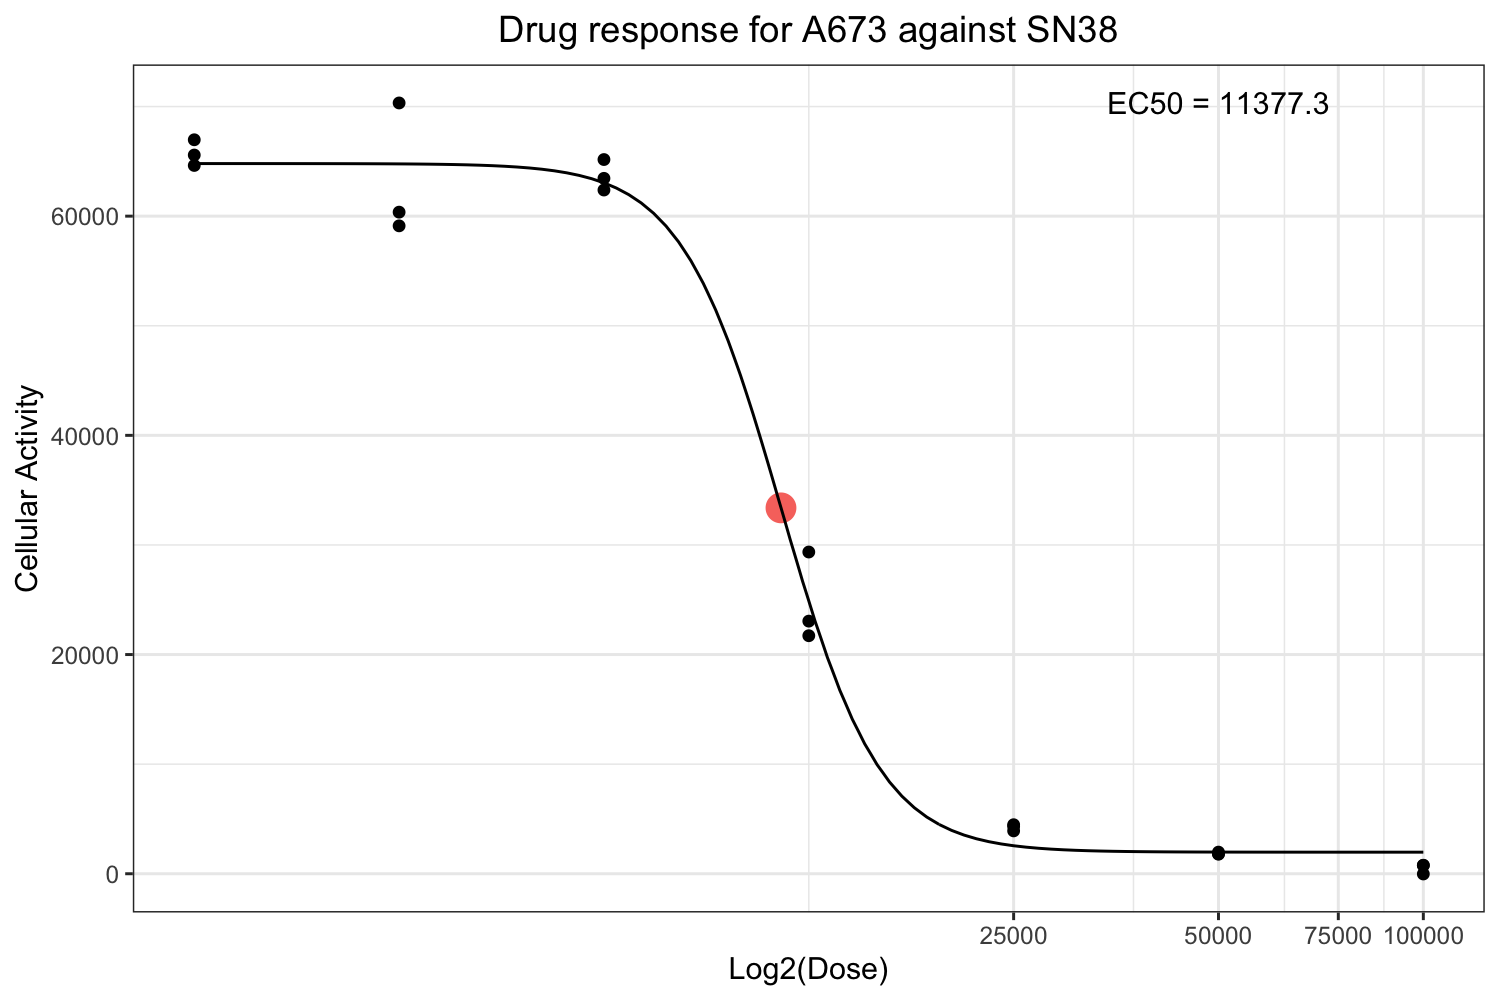 Drug response for A673 against SN38
EC50 = 11377.3
Cellular Activity
60000
40000
20000
0
25000
50000
75000
100000
Log2(Dose)